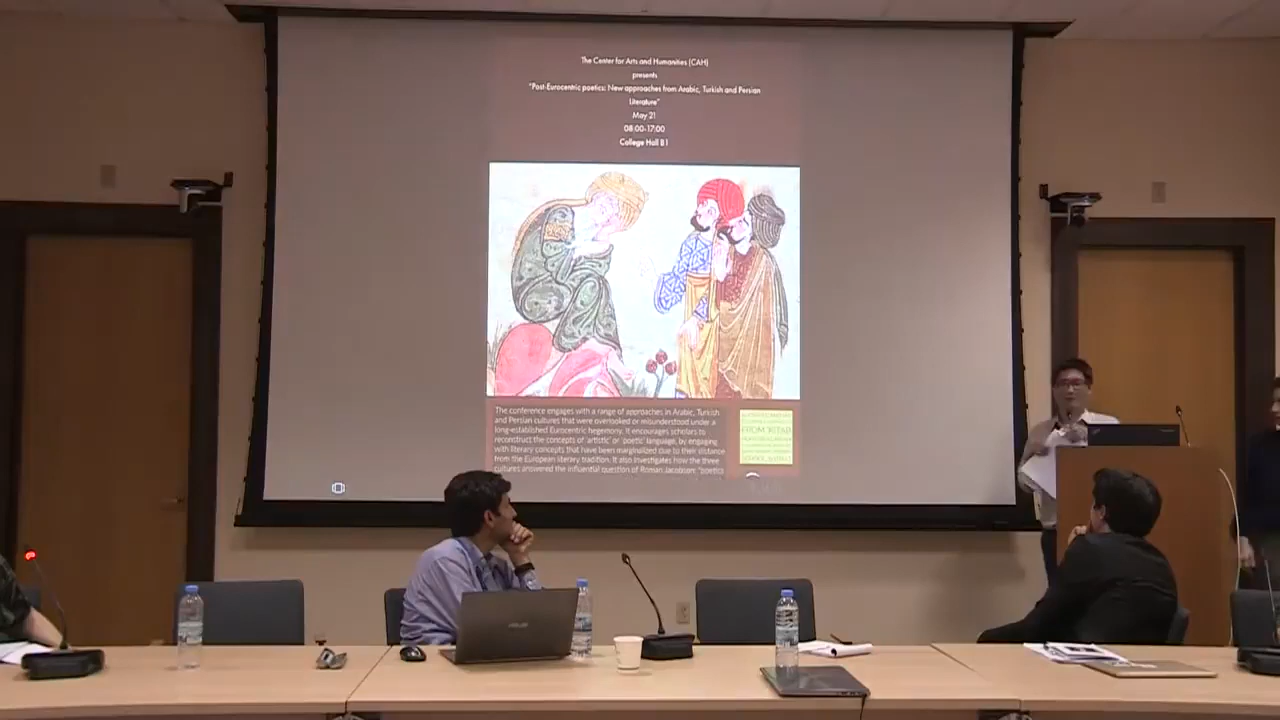 The Center for Arts and Humanities (CAH)
presents
"Post-Eurocentric poetics: New approaches from Arabic, Turkish and Persian
Literature"
May 21
08:00-17:00
College Hall B1
The conference engages with a range of approaches in Arabic, Turkish
and Persian cultures that were overlooked or misunderstood under a
long-established Eurocentric hegemony. It encourages scholars to
reconstruct the concepts of 'artistic' or 'poetic' language, by engaging
with literary concepts that have been marginalized due to their distance
from the European literary tradition. It also investigates how the three
cultures answered the influential question of Roman Jacobson: "poetics
FROM KITAB
ASUS